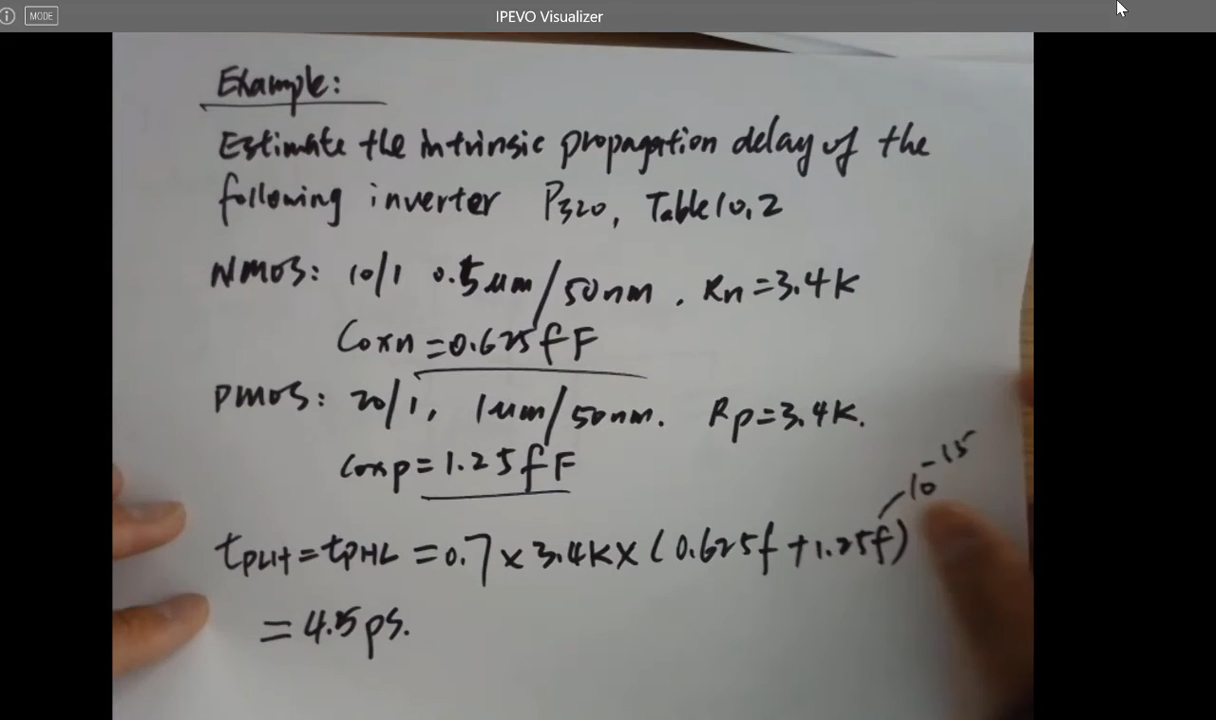 MODE
IPEVO Visualizer
Example:
Estimate the intrinsic propagation delay of the
following inverter P320, Table 10.2
NMOS: 10/1 0.5μm/50nm. Rn=3.4K
Coxn=0.625fF
PMOS: 20/1, 1μm/50nm. Rp=3.4K.
Coxp=1.25fF
10^-15
tPLH=tPHL=0.7×3.4K×(0.625f+1.25f)
=4.5ps.